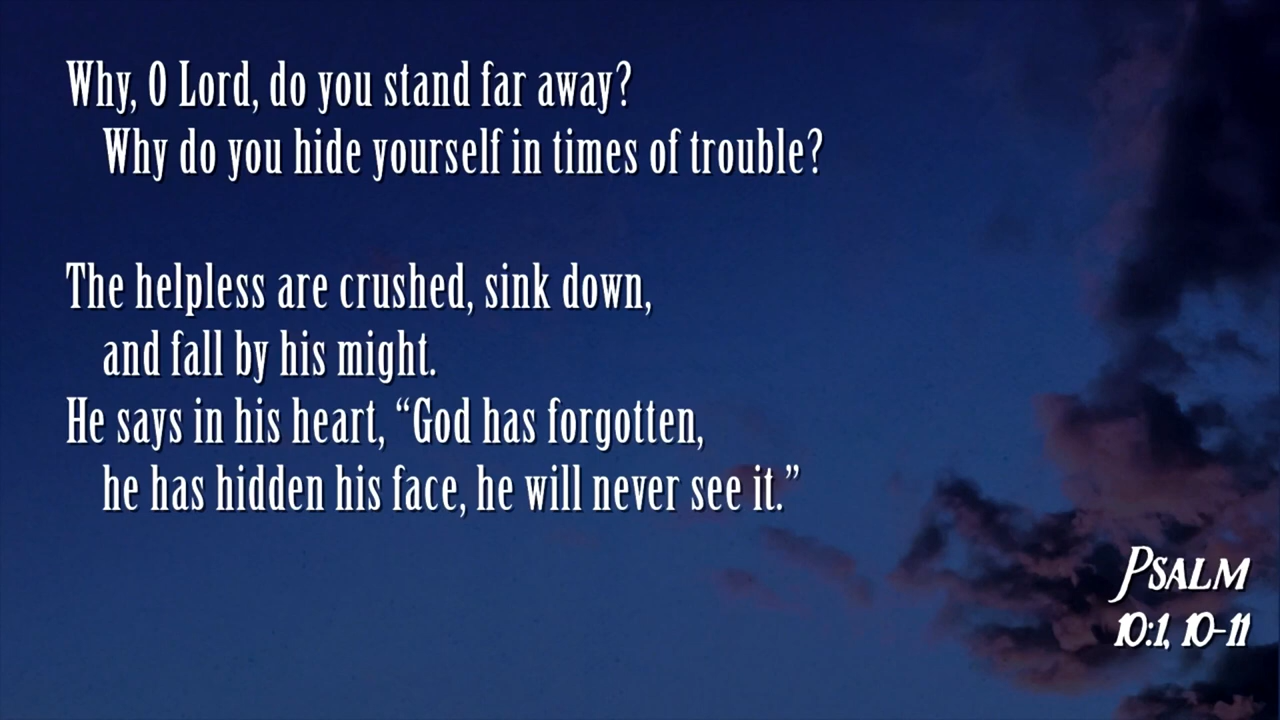 Why, O Lord, do you stand far away?
Why do you hide yourself in times of trouble?
The helpless are crushed, sink down,
and fall by his might.
He says in his heart, “God has forgotten,
he has hidden his face, he will never see it.”
Psalm
10:1, 10-11